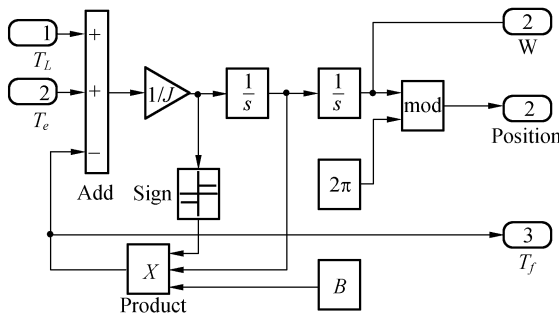 1
T_L
2
T_e
+
+
−
Add
1/J
1/s
1/s
mod
2
W
2
Position
2π
Sign
3
T_f
X
Product
B